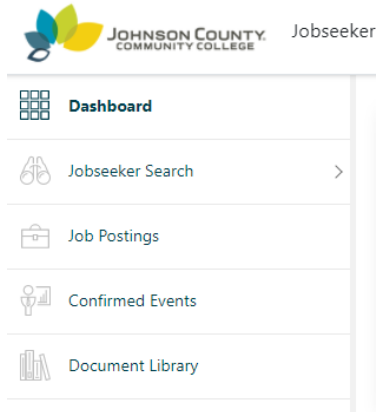 JOHNSON COUNTY
COMMUNITY COLLEGE
Jobseeker
Dashboard
Jobseeker Search
Job Postings
Confirmed Events
Document Library